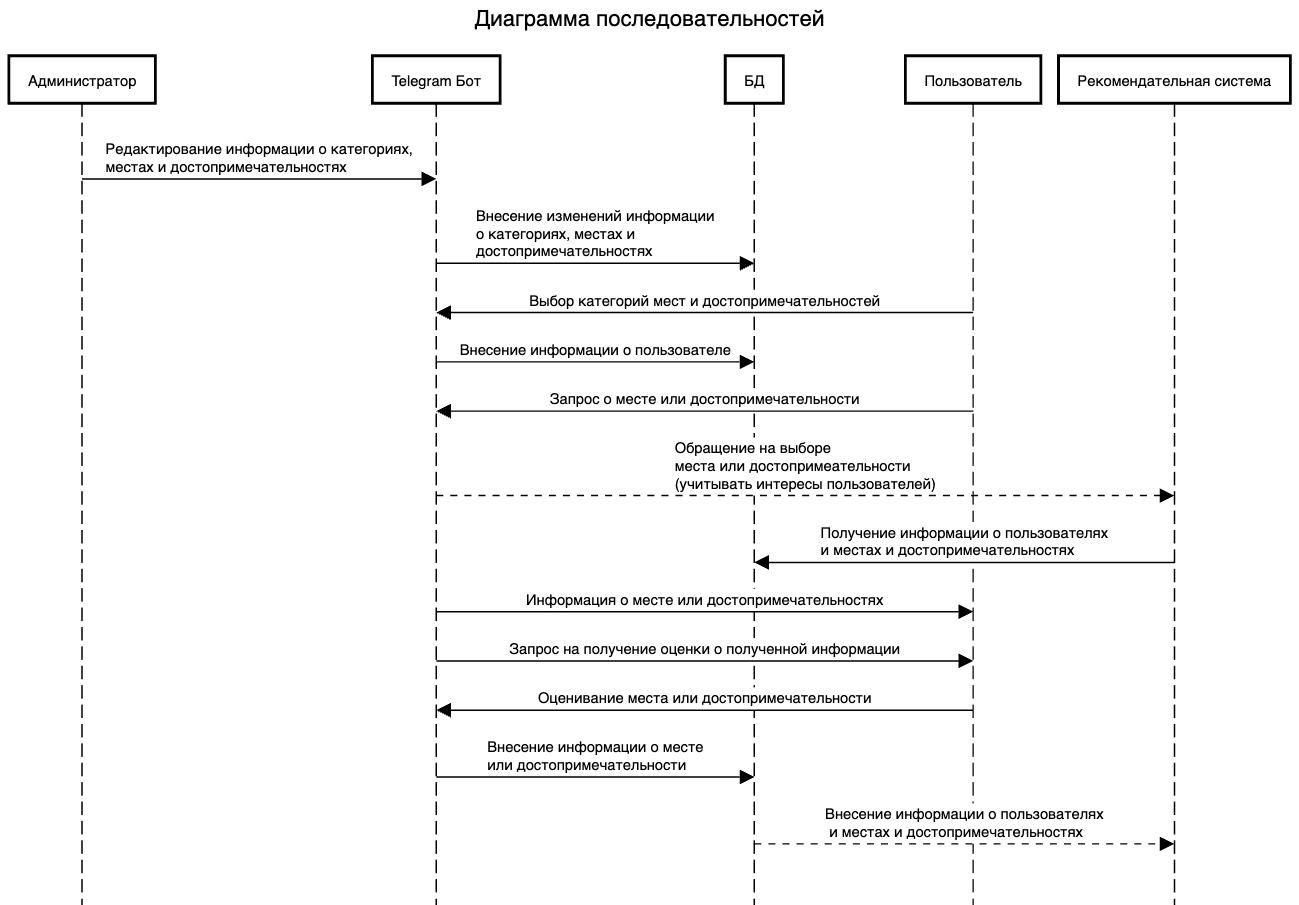 Диаграмма последовательностей
Администратор
Telegram Бот
БД
Пользователь
Рекомендательная система
Редактирование информации о категориях,
местах и достопримечательностях
Внесение изменений информации
о категориях, местах и
достопримечательностях
Выбор категорий мест и достопримечательностей
Внесение информации о пользователе
Запрос о месте или достопримечательности
Обращение на выборе
места или достопримеательности
(учитывать интересы пользователей)
Получение информации о пользователях
и местах и достопримечательностях
Информация о месте или достопримечательностях
Запрос на получение оценки о полученной информации
Оценивание места или достопримечательности
Внесение информации о месте
или достопримечательности
Внесение информации о пользователях
и местах и достопримечательностях